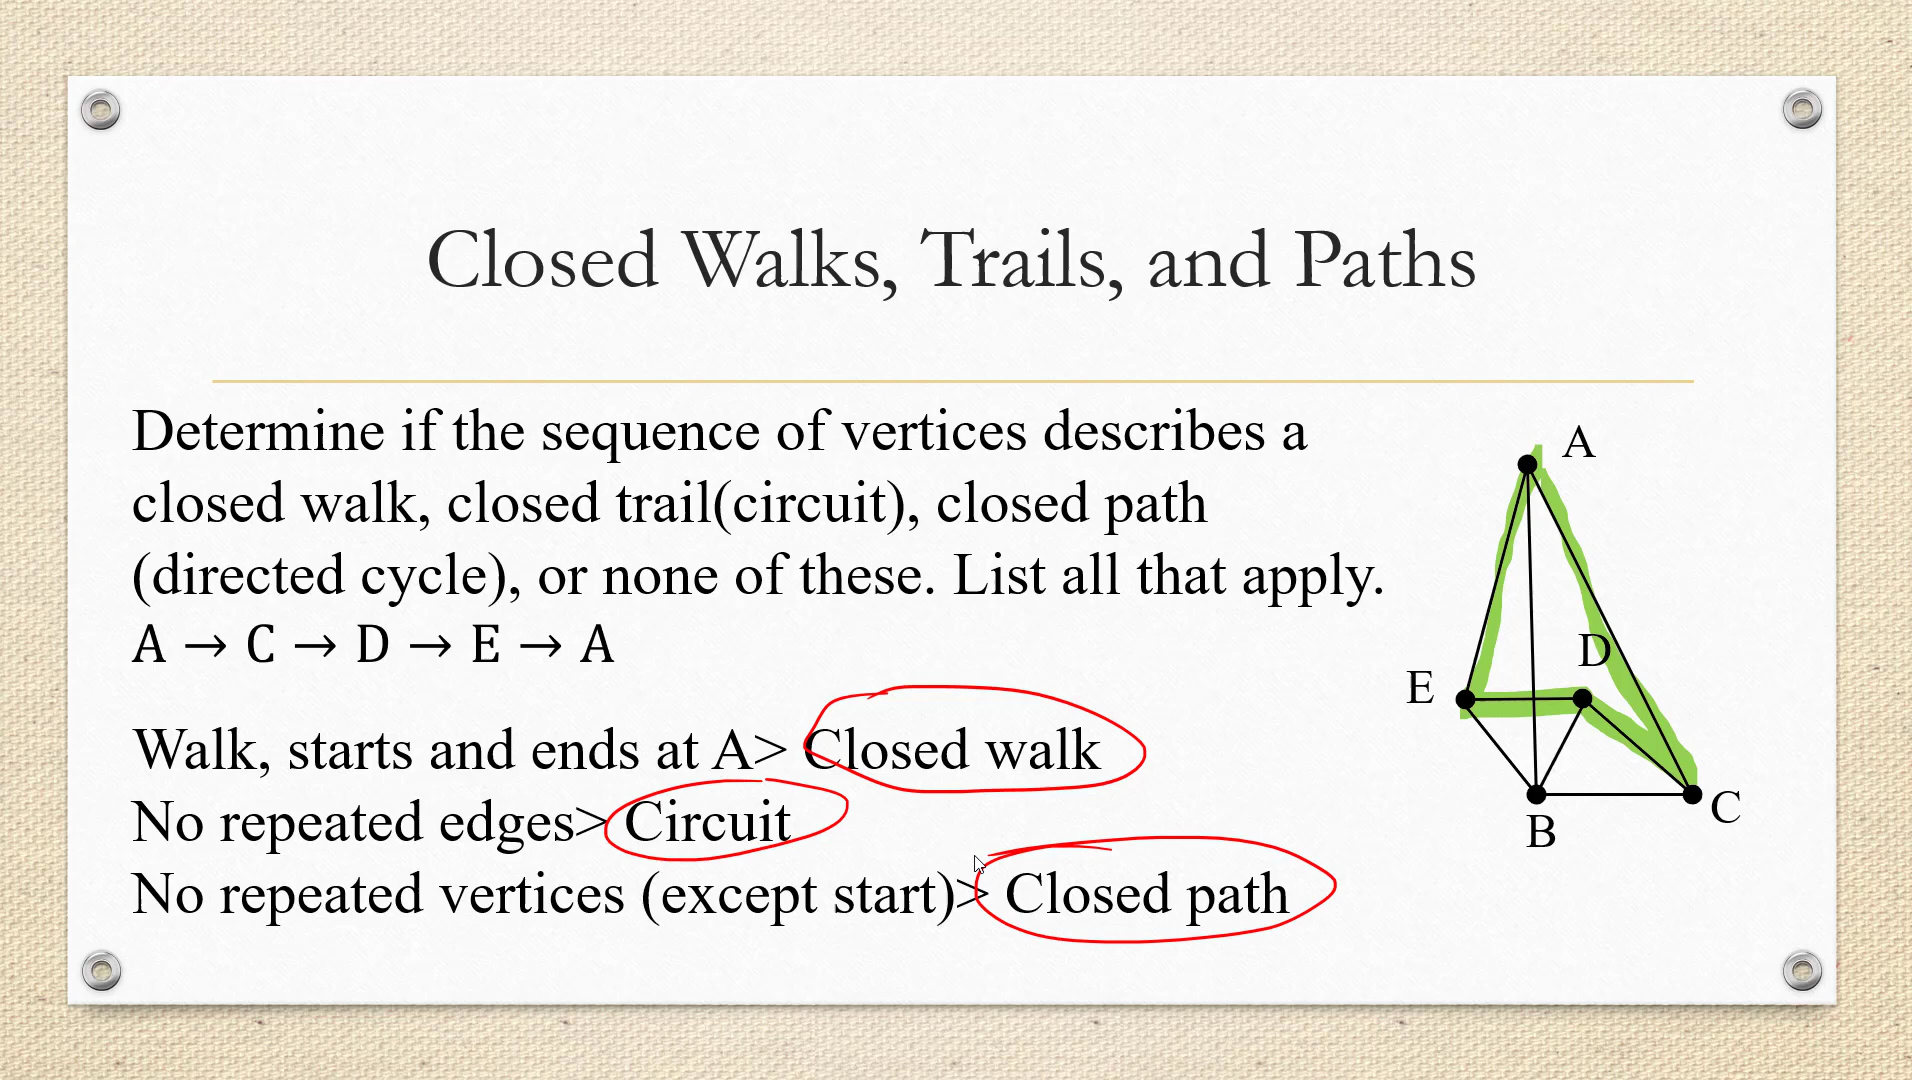 Closed Walks, Trails, and Paths
Determine if the sequence of vertices describes a
closed walk, closed trail(circuit), closed path
(directed cycle), or none of these. List all that apply.
A → C → D → E → A
Walk, starts and ends at A> Closed walk
No repeated edges> Circuit
No repeated vertices (except start)> Closed path
A
D
E
C
B